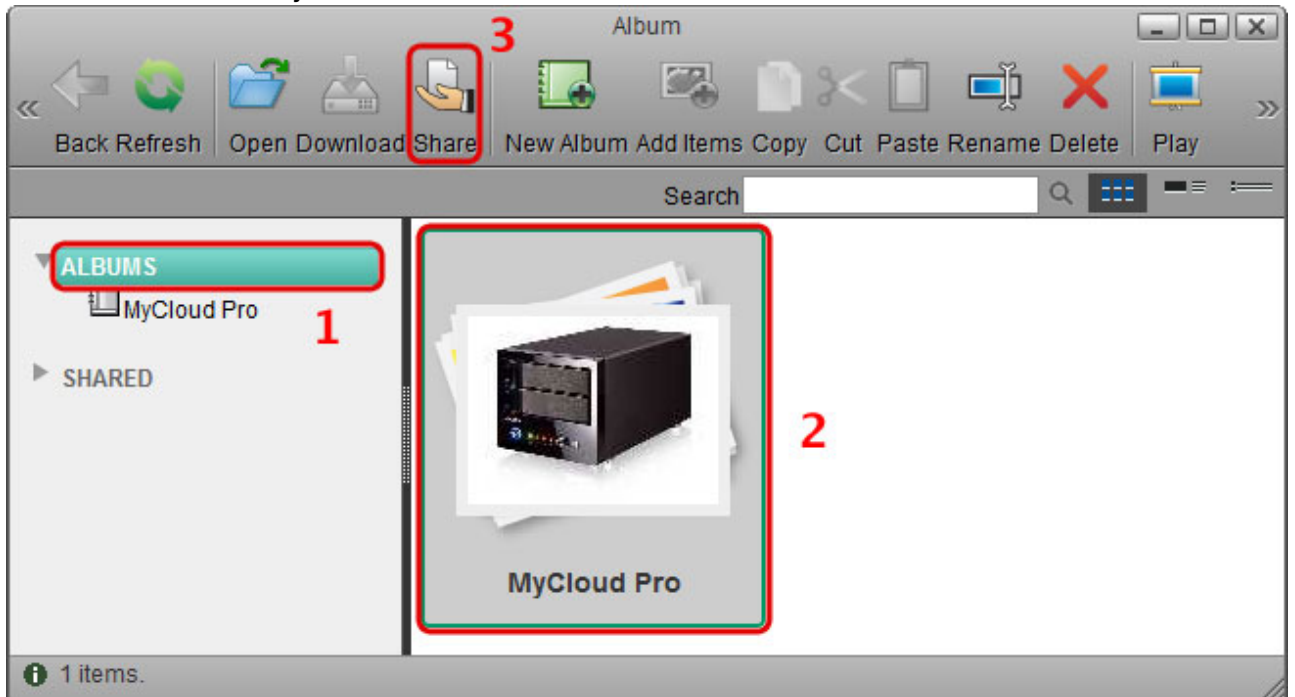 Album
3
Back Refresh Open Download Share New Album Add Items Copy Cut Paste Rename Delete Play
Search
ALBUMS
MyCloud Pro
1
SHARED
2
MyCloud Pro
1 items.